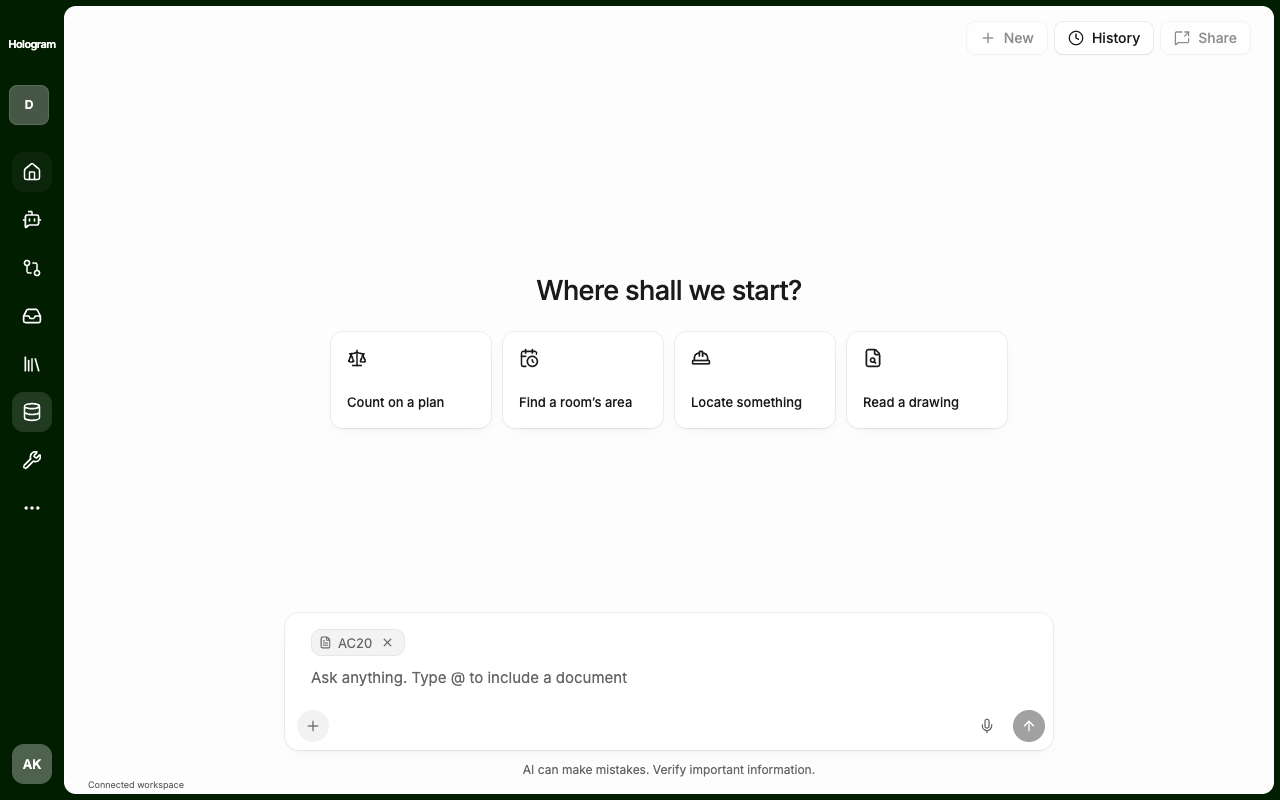 Hologram
New
History
Share
D
Where shall we start?
Count on a plan
Find a room’s area
Locate something
Read a drawing
AC20
Ask anything. Type @ to include a document
AK
AI can make mistakes. Verify important information.
Connected workspace